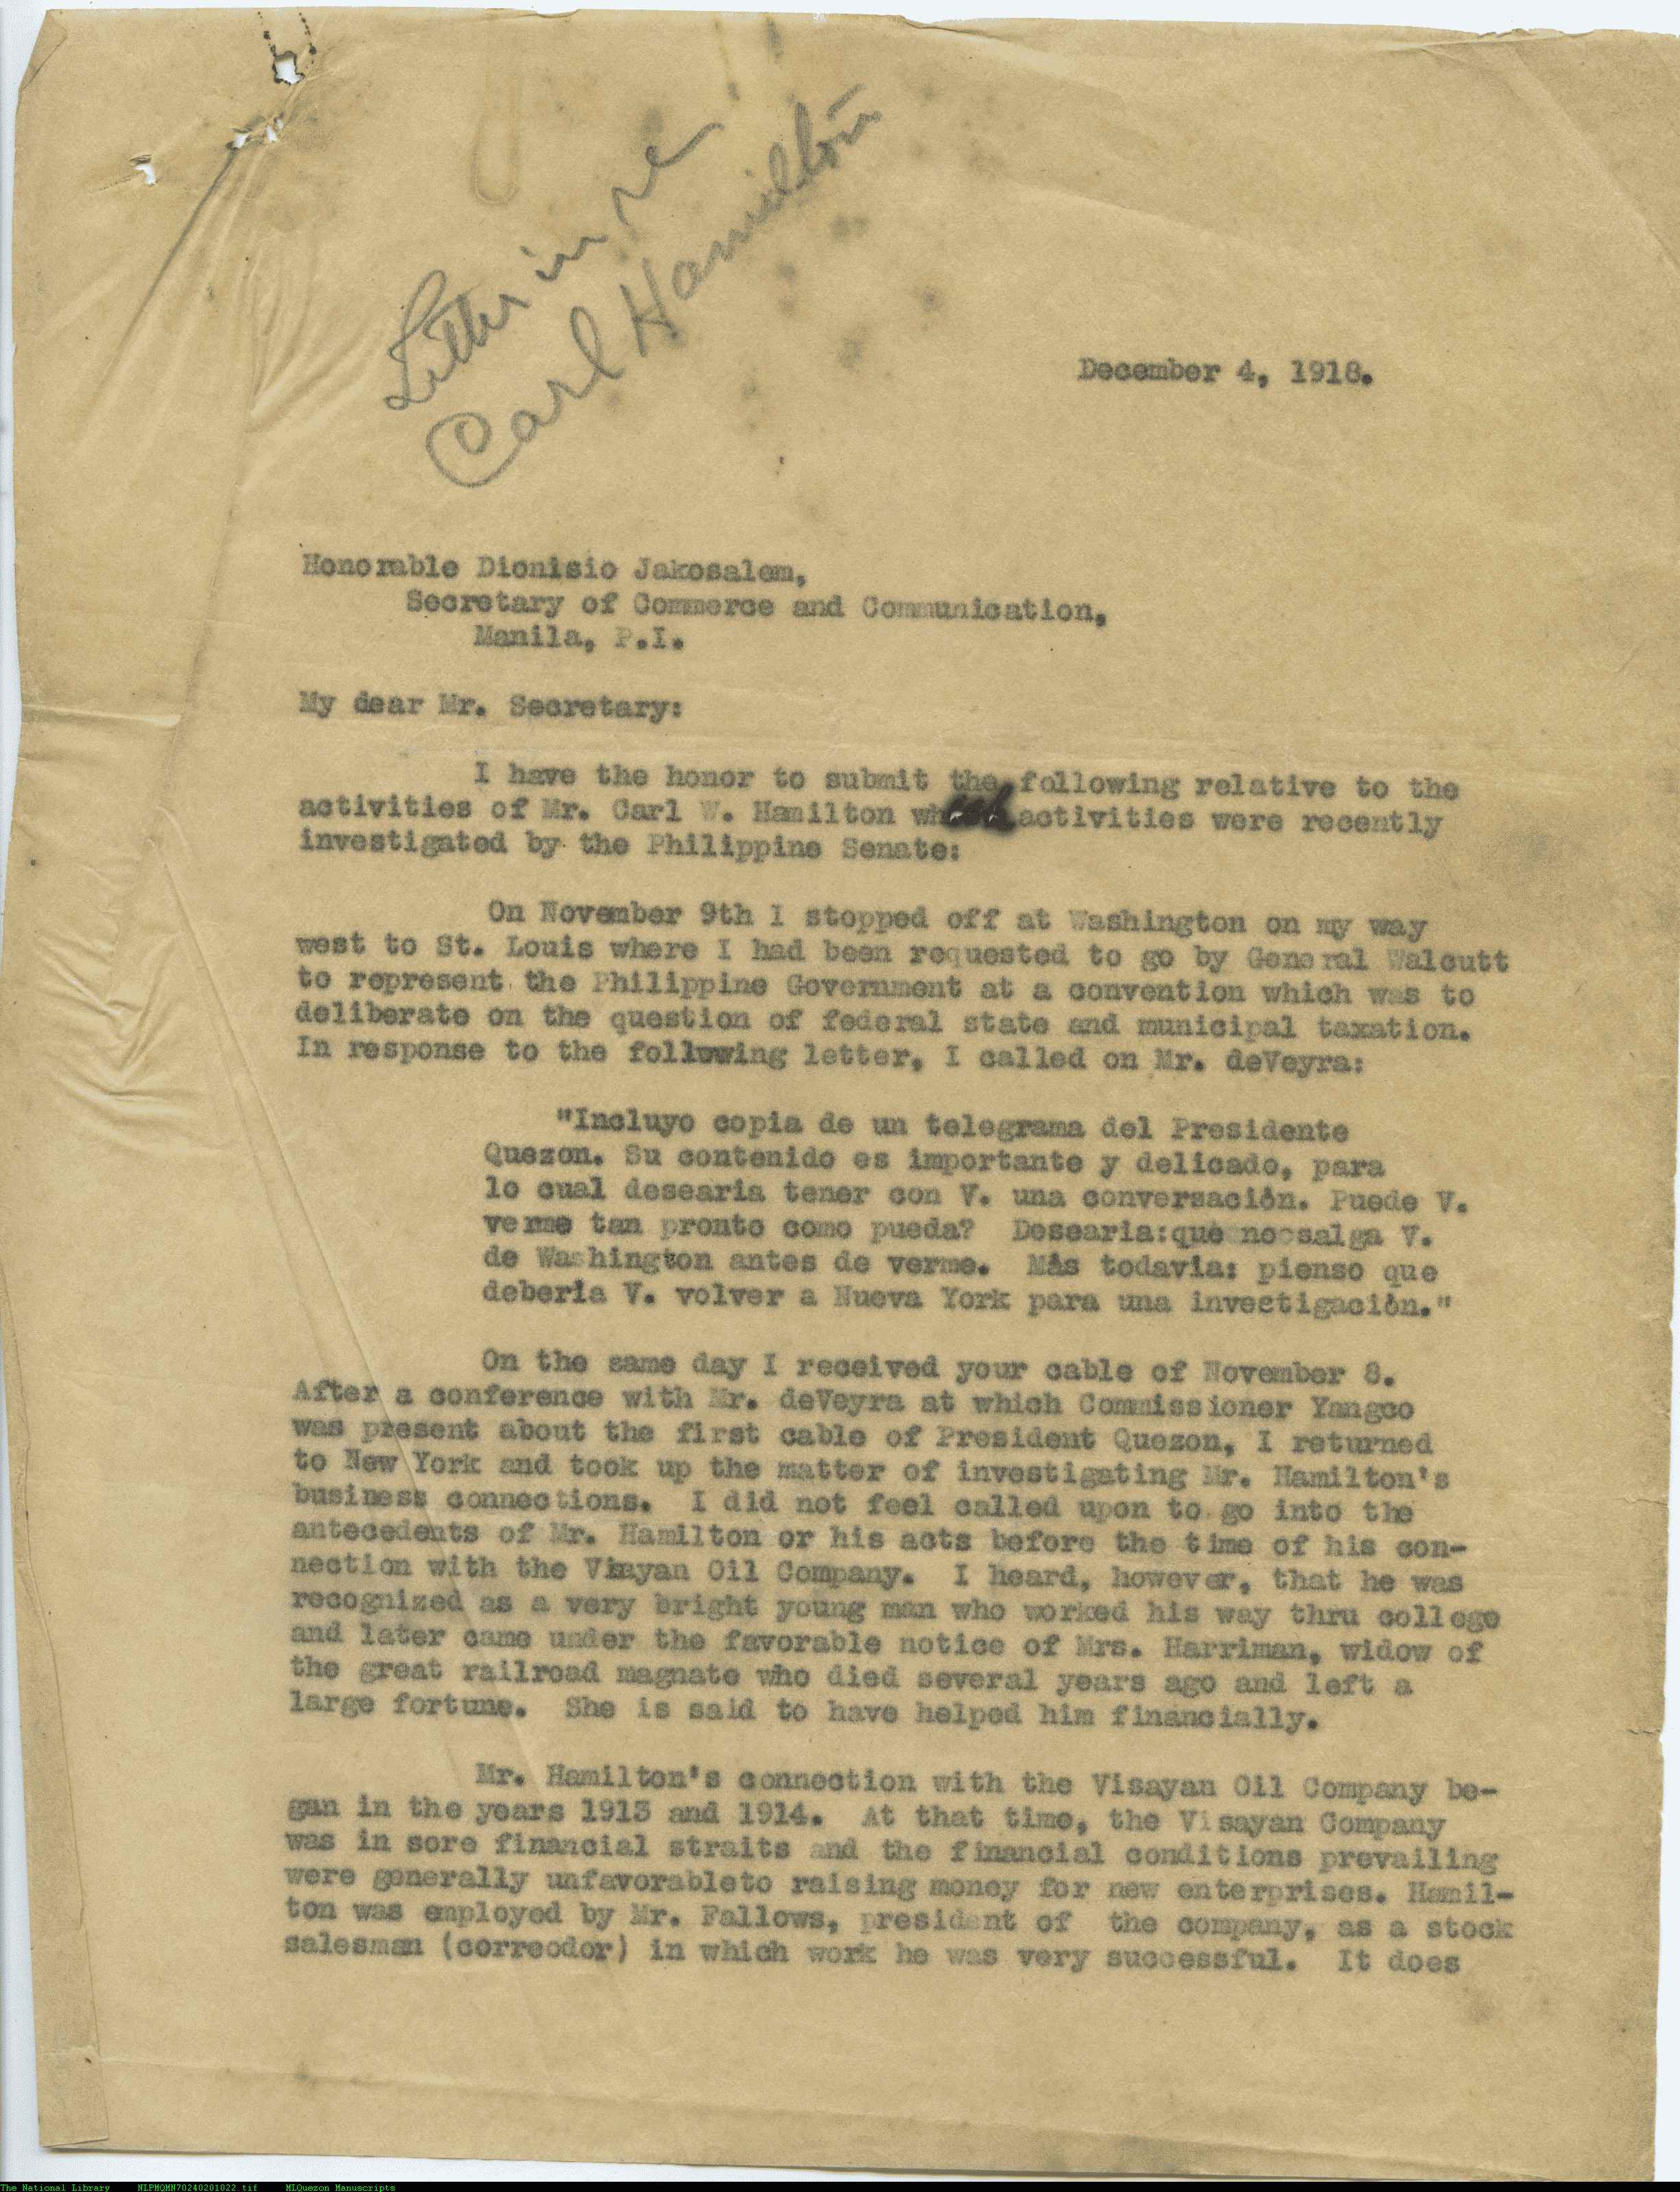 Letter in re
Carl Hamilton
December 4, 1918.
Honorable Dionisio Jakosalem,
Secretary of Commerce and Communication,
Manila, P.I.
My dear Mr. Secretary:
I have the honor to submit the following relative to the
activities of Mr. Carl W. Hamilton which activities were recently
investigated by the Philippine Senate:
On November 9th I stopped off at Washington on my way
west to St. Louis where I had been requested to go by General Walcutt
to represent the Philippine Government at a convention which was to
deliberate on the question of federal state and municipal taxation.
In response to the following letter, I called on Mr. deVeyra:
"Incluyo copia de un telegrama del Presidente
Quezon. Su contenido es importante y delicado, para
lo cual desearia tener con V. una conversación. Puede V.
verme tan pronto como pueda? Desearia:que no salga V.
de Washington antes de verme. Más todavia: pienso que
deberia V. volver a Nueva York para una investigación."
On the same day I received your cable of November 8.
After a conference with Mr. deVeyra at which Commissioner Yangco
was present about the first cable of President Quezon, I returned
to New York and took up the matter of investigating Mr. Hamilton's
business connections. I did not feel called upon to go into the
antecedents of Mr. Hamilton or his acts before the time of his con-
nection with the Visayan Oil Company. I heard, however, that he was
recognized as a very bright young man who worked his way thru college
and later came under the favorable notice of Mrs. Harriman, widow of
the great railroad magnate who died several years ago and left a
large fortune. She is said to have helped him financially.
Mr. Hamilton's connection with the Visayan Oil Company be-
gan in the years 1913 and 1914. At that time, the Visayan Company
was in sore financial straits and the financial conditions prevailing
were generally unfavorableto raising money for new enterprises. Hamil-
ton was employed by Mr. Fallows, president of the company, as a stock
salesman (correodor) in which work he was very successful. It does
The National Library NLPMQMN70240201022.tif MLQuezon Manuscripts